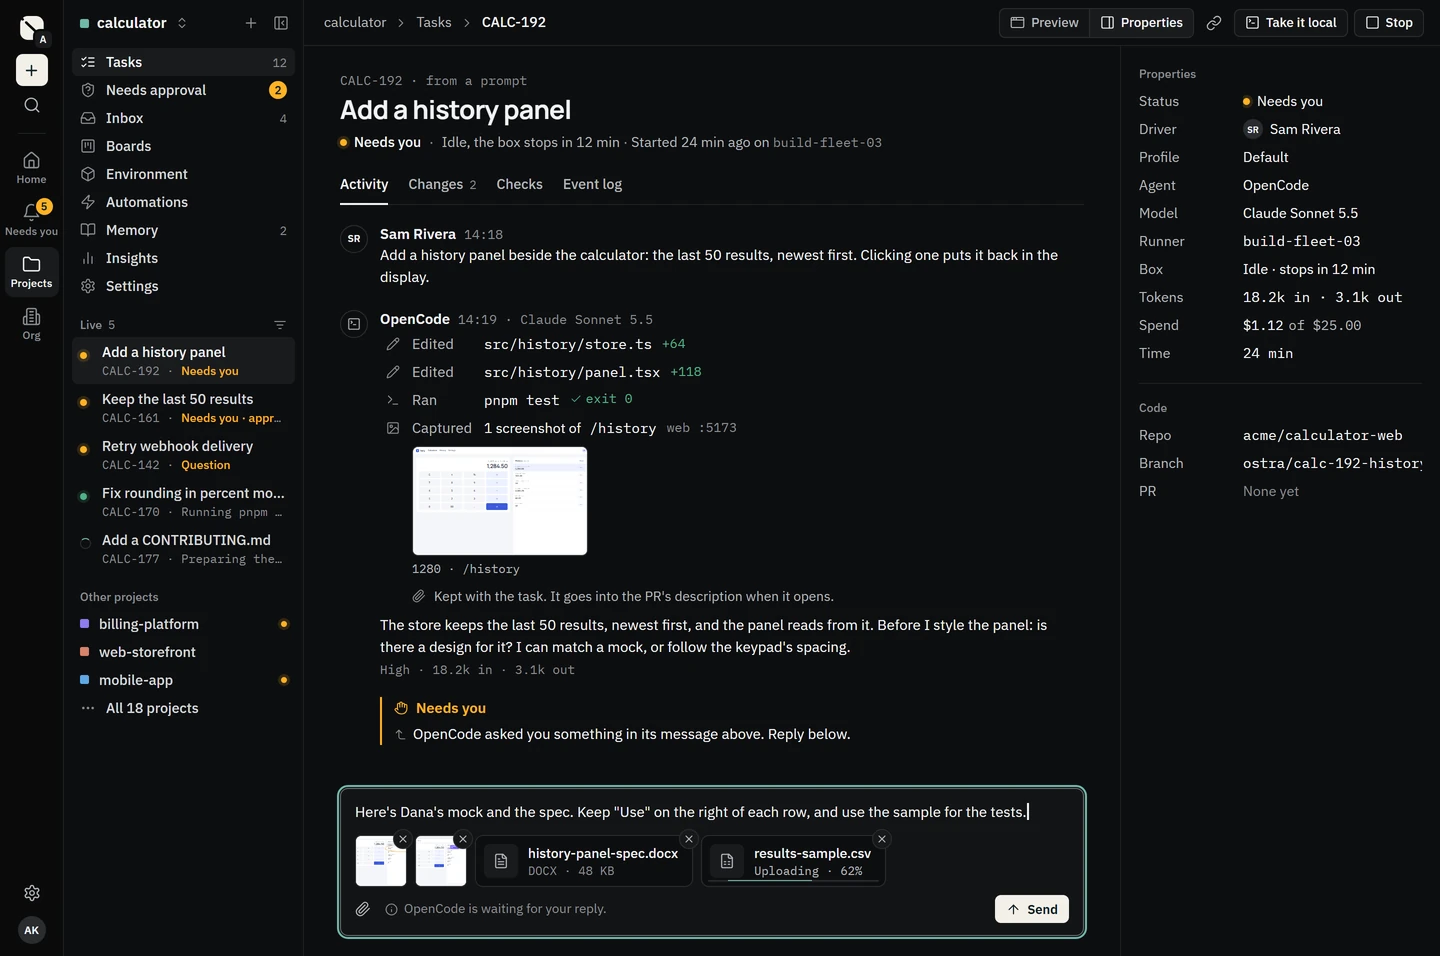 A
Home
5
Needs you
Projects
Org
AK
calculator
Tasks 12
Needs approval 2
Inbox 4
Boards
Environment
Automations
Memory 2
Insights
Settings
Live 5
Add a history panel
CALC-192 · Needs you
Keep the last 50 results
CALC-161 · Needs you · appr…
Retry webhook delivery
CALC-142 · Question
Fix rounding in percent mo…
CALC-170 · Running pnpm …
Add a CONTRIBUTING.md
CALC-177 · Preparing the…
Other projects
billing-platform
web-storefront
mobile-app
All 18 projects
calculator > Tasks > CALC-192
Preview Properties Take it local Stop
CALC-192 · from a prompt
Add a history panel
Needs you · Idle, the box stops in 12 min · Started 24 min ago on build-fleet-03
Activity Changes 2 Checks Event log
SR Sam Rivera 14:18
Add a history panel beside the calculator: the last 50 results, newest first. Clicking one puts it back in the
display.
OpenCode 14:19 · Claude Sonnet 5.5
Edited src/history/store.ts +64
Edited src/history/panel.tsx +118
Ran pnpm test exit 0
Captured 1 screenshot of /history web :5173
1,284.50
1280 · /history
Kept with the task. It goes into the PR's description when it opens.
The store keeps the last 50 results, newest first, and the panel reads from it. Before I style the panel: is
there a design for it? I can match a mock, or follow the keypad's spacing.
High · 18.2k in · 3.1k out
Needs you
OpenCode asked you something in its message above. Reply below.
Here's Dana's mock and the spec. Keep "Use" on the right of each row, and use the sample for the tests.
history-panel-spec.docx
DOCX · 48 KB
results-sample.csv
Uploading · 62%
OpenCode is waiting for your reply.
Send
Properties
Status Needs you
Driver SR Sam Rivera
Profile Default
Agent OpenCode
Model Claude Sonnet 5.5
Runner build-fleet-03
Box Idle · stops in 12 min
Tokens 18.2k in · 3.1k out
Spend $1.12 of $25.00
Time 24 min
Code
Repo acme/calculator-web
Branch ostra/calc-192-history
PR None yet